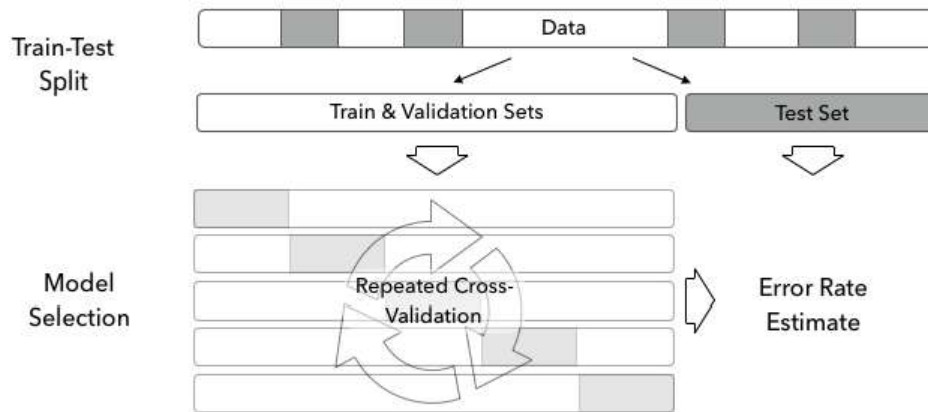 Train-Test
Split
Data
Train & Validation Sets
Test Set
Model
Selection
Repeated Cross-
Validation
Error Rate
Estimate